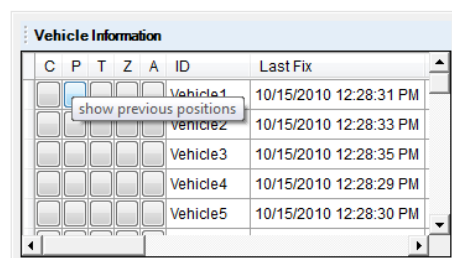 Vehicle Information
C P T Z A ID Last Fix
Vehicle1 10/15/2010 12:28:31 PM
show previous positions
Vehicle2 10/15/2010 12:28:33 PM
Vehicle3 10/15/2010 12:28:35 PM
Vehicle4 10/15/2010 12:28:29 PM
Vehicle5 10/15/2010 12:28:30 PM